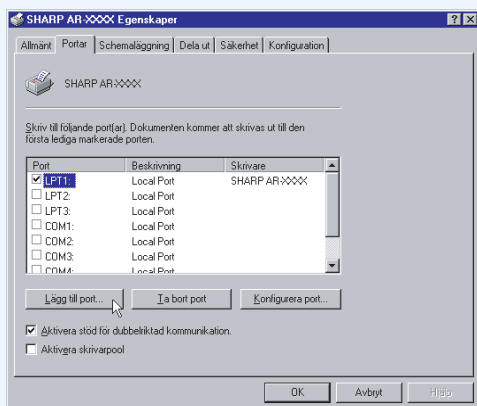 SHARP AR-XXXX Egenskaper
Allmänt Portar Schemaläggning Dela ut Säkerhet Konfiguration
SHARP AR-XXXX
Skriv till följande port(ar). Dokumenten kommer att skrivas ut till den
första lediga markerade porten.
Port Beskrivning Skrivare
LPT1: Local Port SHARP AR-XXXX
LPT2: Local Port
LPT3: Local Port
COM1: Local Port
COM2: Local Port
COM3: Local Port
COM4: Local Port
Lägg till port... Ta bort port Konfigurera port...
Aktivera stöd för dubbelriktad kommunikation.
Aktivera skrivarpool
OK Avbryt Hjälp